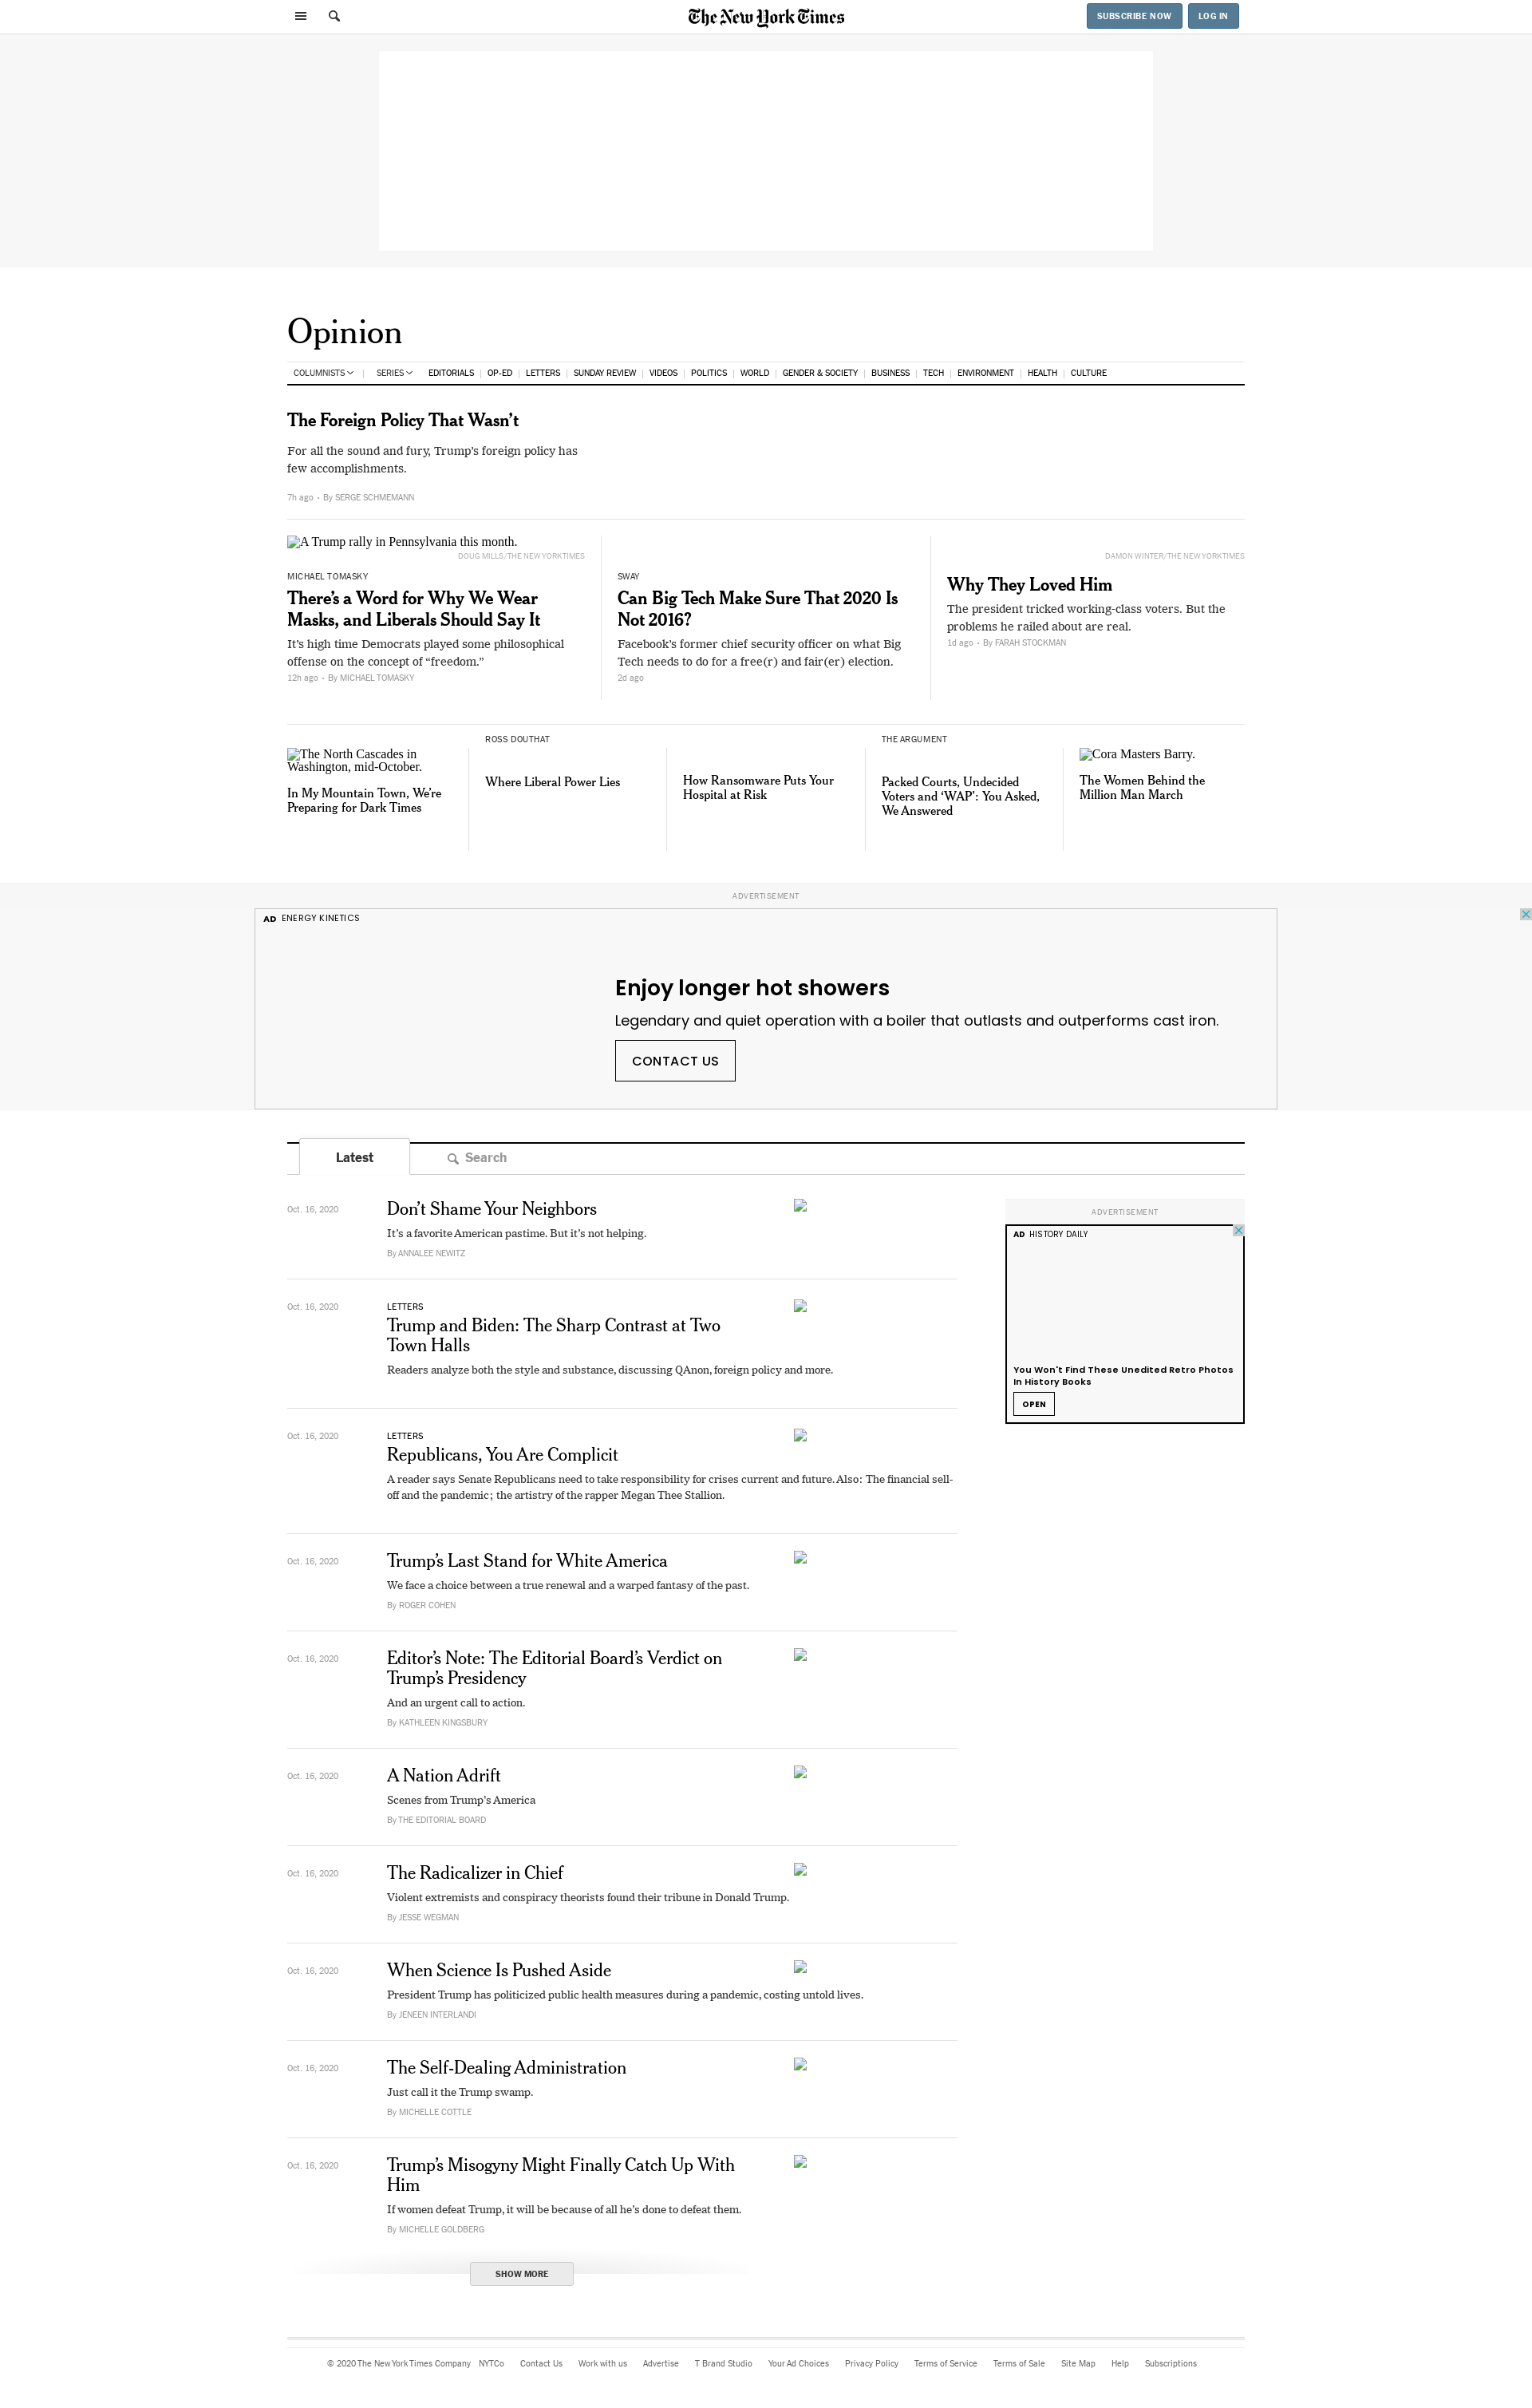 The New York Times
SUBSCRIBE NOW
LOG IN
Opinion
COLUMNISTS
SERIES
EDITORIALS
OP-ED
LETTERS
SUNDAY REVIEW
VIDEOS
POLITICS
WORLD
GENDER & SOCIETY
BUSINESS
TECH
ENVIRONMENT
HEALTH
CULTURE
The Foreign Policy That Wasn’t
For all the sound and fury, Trump’s foreign policy has
few accomplishments.
7h ago • By SERGE SCHMEMANN
A Trump rally in Pennsylvania this month.
DOUG MILLS/THE NEW YORK TIMES
MICHAEL TOMASKY
There’s a Word for Why We Wear
Masks, and Liberals Should Say It
It’s high time Democrats played some philosophical
offense on the concept of “freedom.”
12h ago • By MICHAEL TOMASKY
SWAY
Can Big Tech Make Sure That 2020 Is
Not 2016?
Facebook’s former chief security officer on what Big
Tech needs to do for a free(r) and fair(er) election.
2d ago
DAMON WINTER/THE NEW YORK TIMES
Why They Loved Him
The president tricked working-class voters. But the
problems he railed about are real.
1d ago • By FARAH STOCKMAN
The North Cascades in
Washington, mid-October.
In My Mountain Town, We’re
Preparing for Dark Times
ROSS DOUTHAT
Where Liberal Power Lies
How Ransomware Puts Your
Hospital at Risk
THE ARGUMENT
Packed Courts, Undecided
Voters and ‘WAP’: You Asked,
We Answered
Cora Masters Barry.
The Women Behind the
Million Man March
ADVERTISEMENT
AD ENERGY KINETICS
Enjoy longer hot showers
Legendary and quiet operation with a boiler that outlasts and outperforms cast iron.
CONTACT US
Latest
Search
Oct. 16, 2020
Don’t Shame Your Neighbors
It’s a favorite American pastime. But it’s not helping.
By ANNALEE NEWITZ
Oct. 16, 2020
LETTERS
Trump and Biden: The Sharp Contrast at Two
Town Halls
Readers analyze both the style and substance, discussing QAnon, foreign policy and more.
Oct. 16, 2020
LETTERS
Republicans, You Are Complicit
A reader says Senate Republicans need to take responsibility for crises current and future. Also: The financial sell-
off and the pandemic; the artistry of the rapper Megan Thee Stallion.
Oct. 16, 2020
Trump’s Last Stand for White America
We face a choice between a true renewal and a warped fantasy of the past.
By ROGER COHEN
Oct. 16, 2020
Editor’s Note: The Editorial Board’s Verdict on
Trump’s Presidency
And an urgent call to action.
By KATHLEEN KINGSBURY
Oct. 16, 2020
A Nation Adrift
Scenes from Trump’s America
By THE EDITORIAL BOARD
Oct. 16, 2020
The Radicalizer in Chief
Violent extremists and conspiracy theorists found their tribune in Donald Trump.
By JESSE WEGMAN
Oct. 16, 2020
When Science Is Pushed Aside
President Trump has politicized public health measures during a pandemic, costing untold lives.
By JENEEN INTERLANDI
Oct. 16, 2020
The Self-Dealing Administration
Just call it the Trump swamp.
By MICHELLE COTTLE
Oct. 16, 2020
Trump’s Misogyny Might Finally Catch Up With
Him
If women defeat Trump, it will be because of all he’s done to defeat them.
By MICHELLE GOLDBERG
SHOW MORE
ADVERTISEMENT
AD HISTORY DAILY
You Won't Find These Unedited Retro Photos
In History Books
OPEN
© 2020 The New York Times Company
NYTCo
Contact Us
Work with us
Advertise
T Brand Studio
Your Ad Choices
Privacy Policy
Terms of Service
Terms of Sale
Site Map
Help
Subscriptions